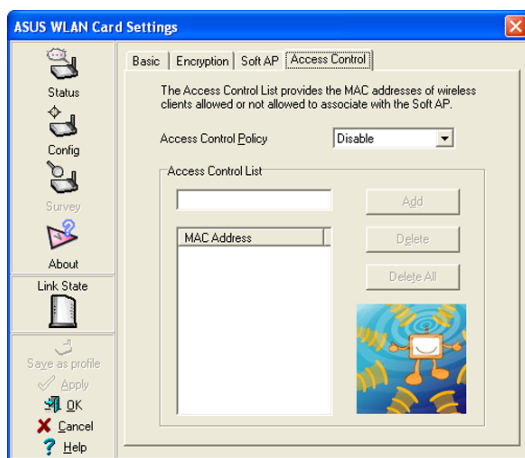 ASUS WLAN Card Settings
Status
Config
Survey
About
Link State
Save as profile
Apply
OK
Cancel
Help
Basic
Encryption
Soft AP
Access Control
The Access Control List provides the MAC addresses of wireless
clients allowed or not allowed to associate with the Soft AP.
Access Control Policy
Disable
Access Control List
Add
MAC Address
Delete
Delete All